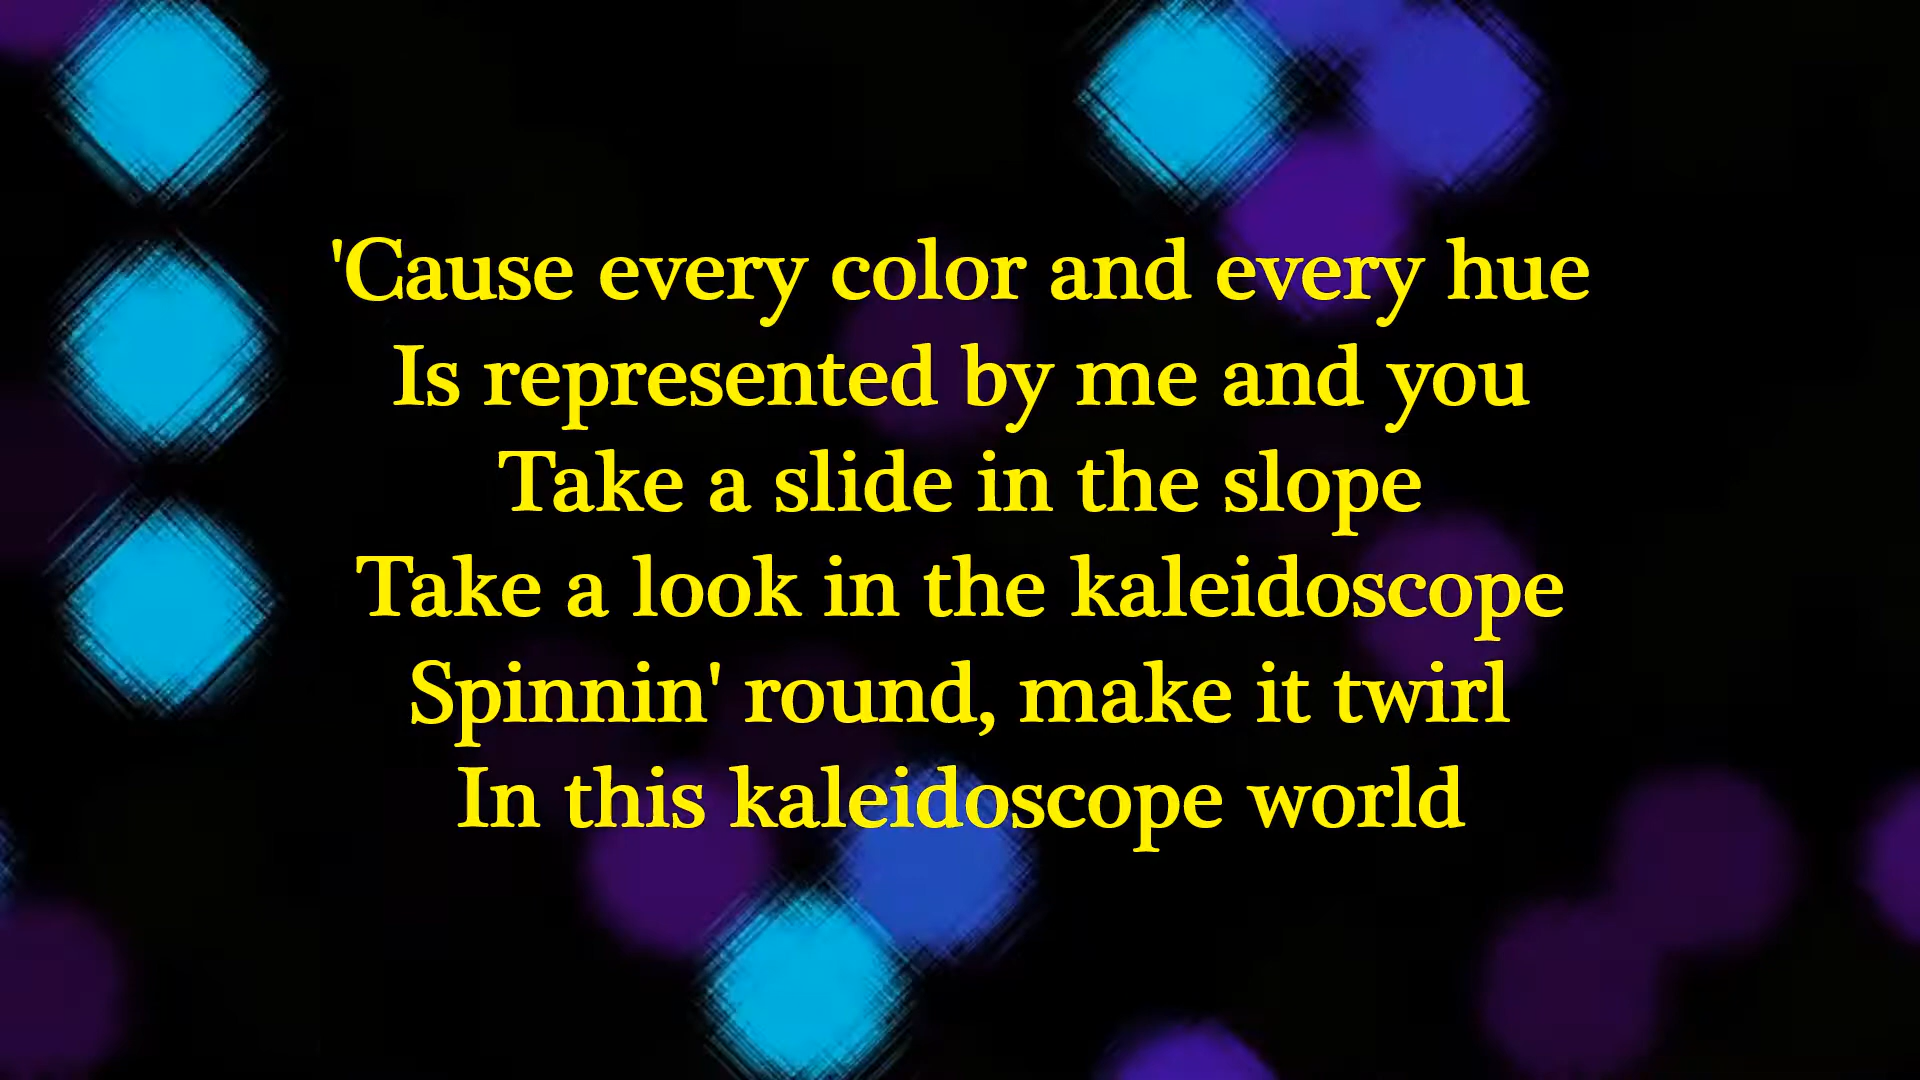 'Cause every color and every hue
Is represented by me and you
Take a slide in the slope
Take a look in the kaleidoscope
Spinnin' round, make it twirl
In this kaleidoscope world